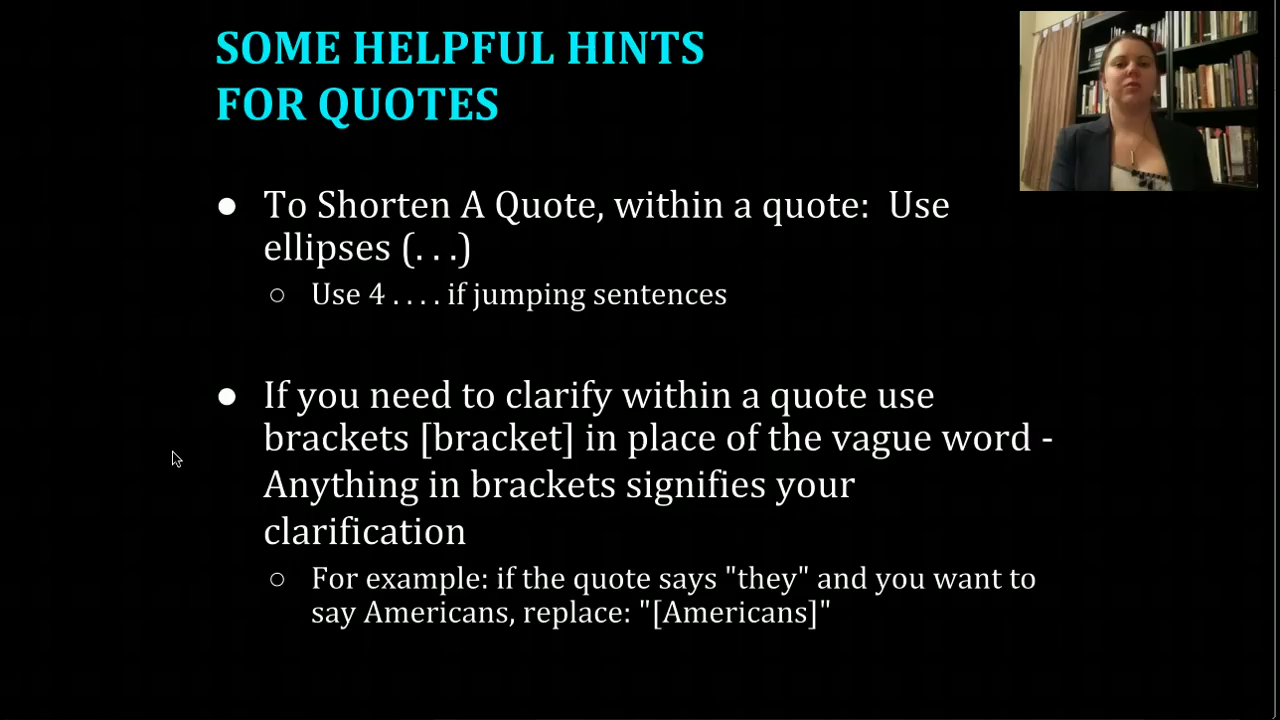 SOME HELPFUL HINTS
FOR QUOTES
● To Shorten A Quote, within a quote:  Use
ellipses (. . .)
○ Use 4 . . . . if jumping sentences
● If you need to clarify within a quote use
brackets [bracket] in place of the vague word -
Anything in brackets signifies your
clarification
○ For example: if the quote says "they" and you want to
say Americans, replace: "[Americans]"